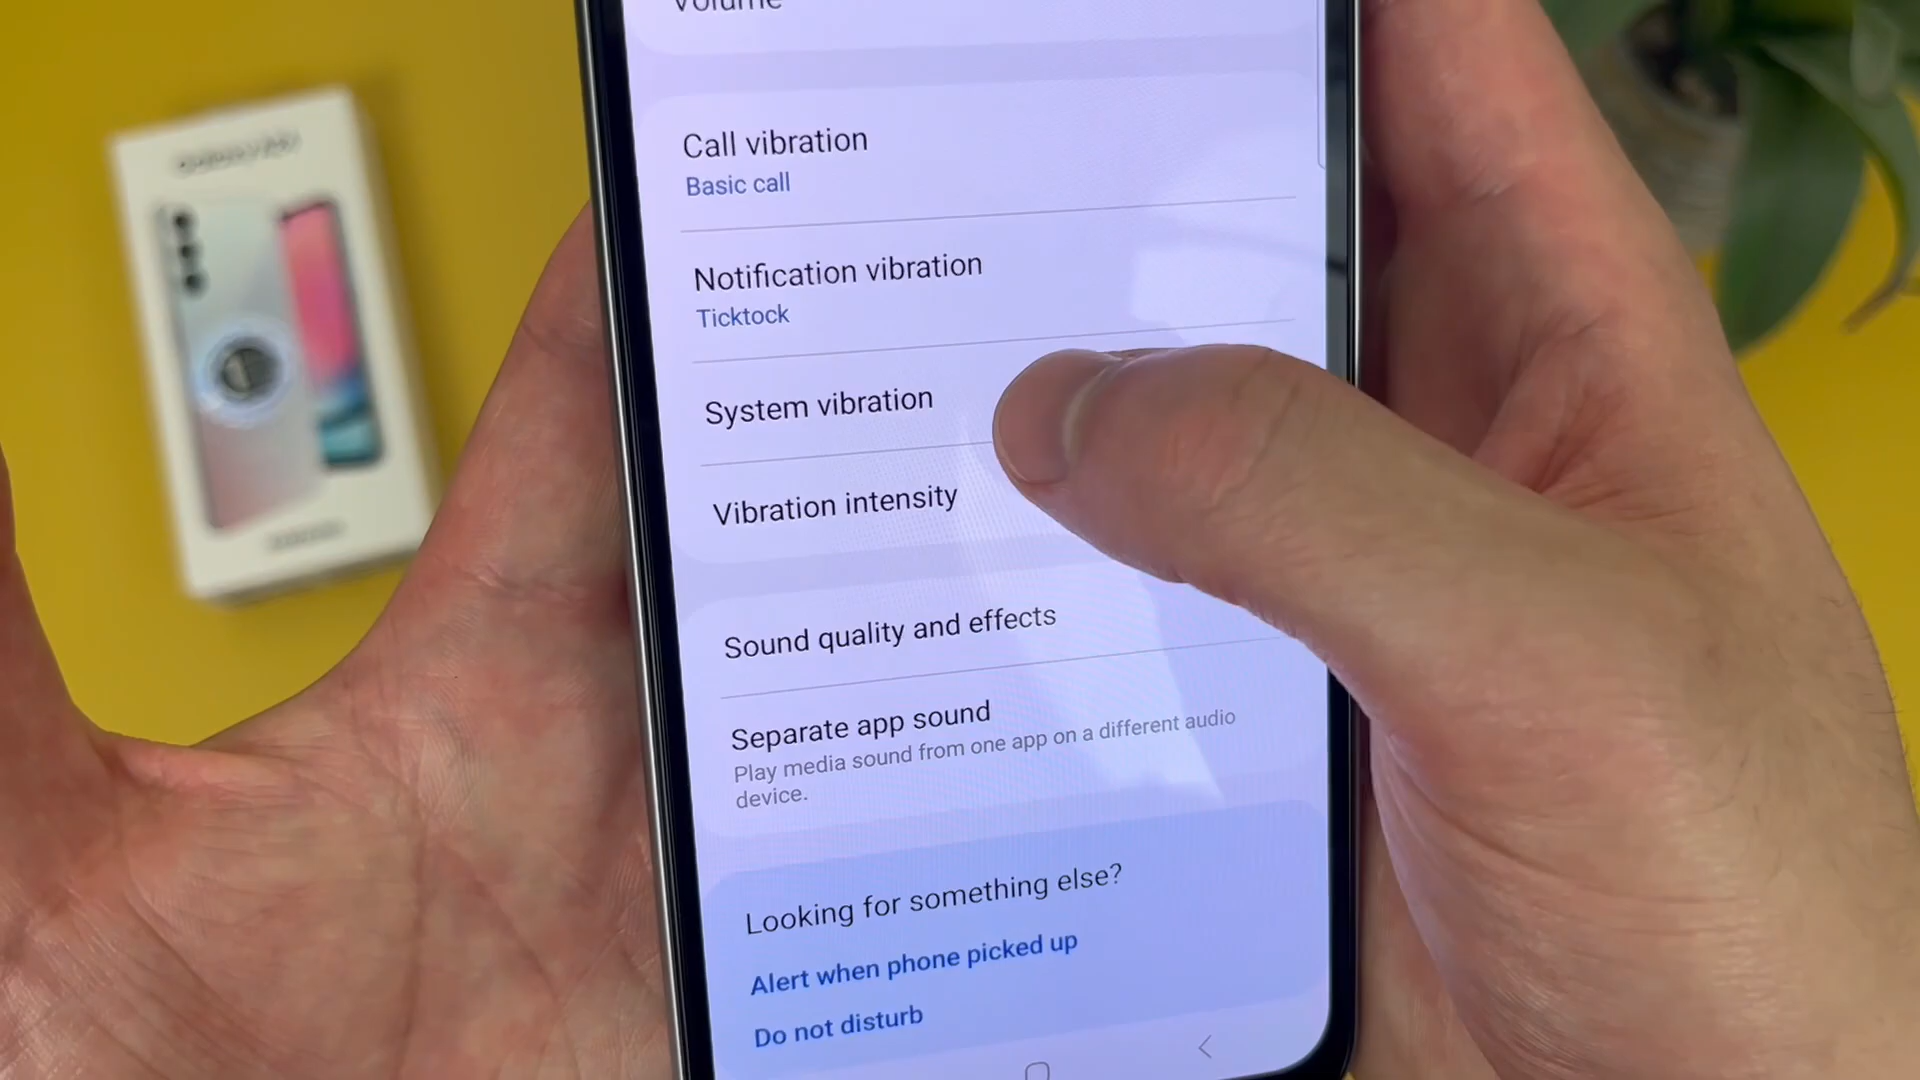 Volume
Call vibration
Basic call
Notification vibration
Ticktock
System vibration
Vibration intensity
Sound quality and effects
Separate app sound
Play media sound from one app on a different audio
device.
Looking for something else?
Alert when phone picked up
Do not disturb